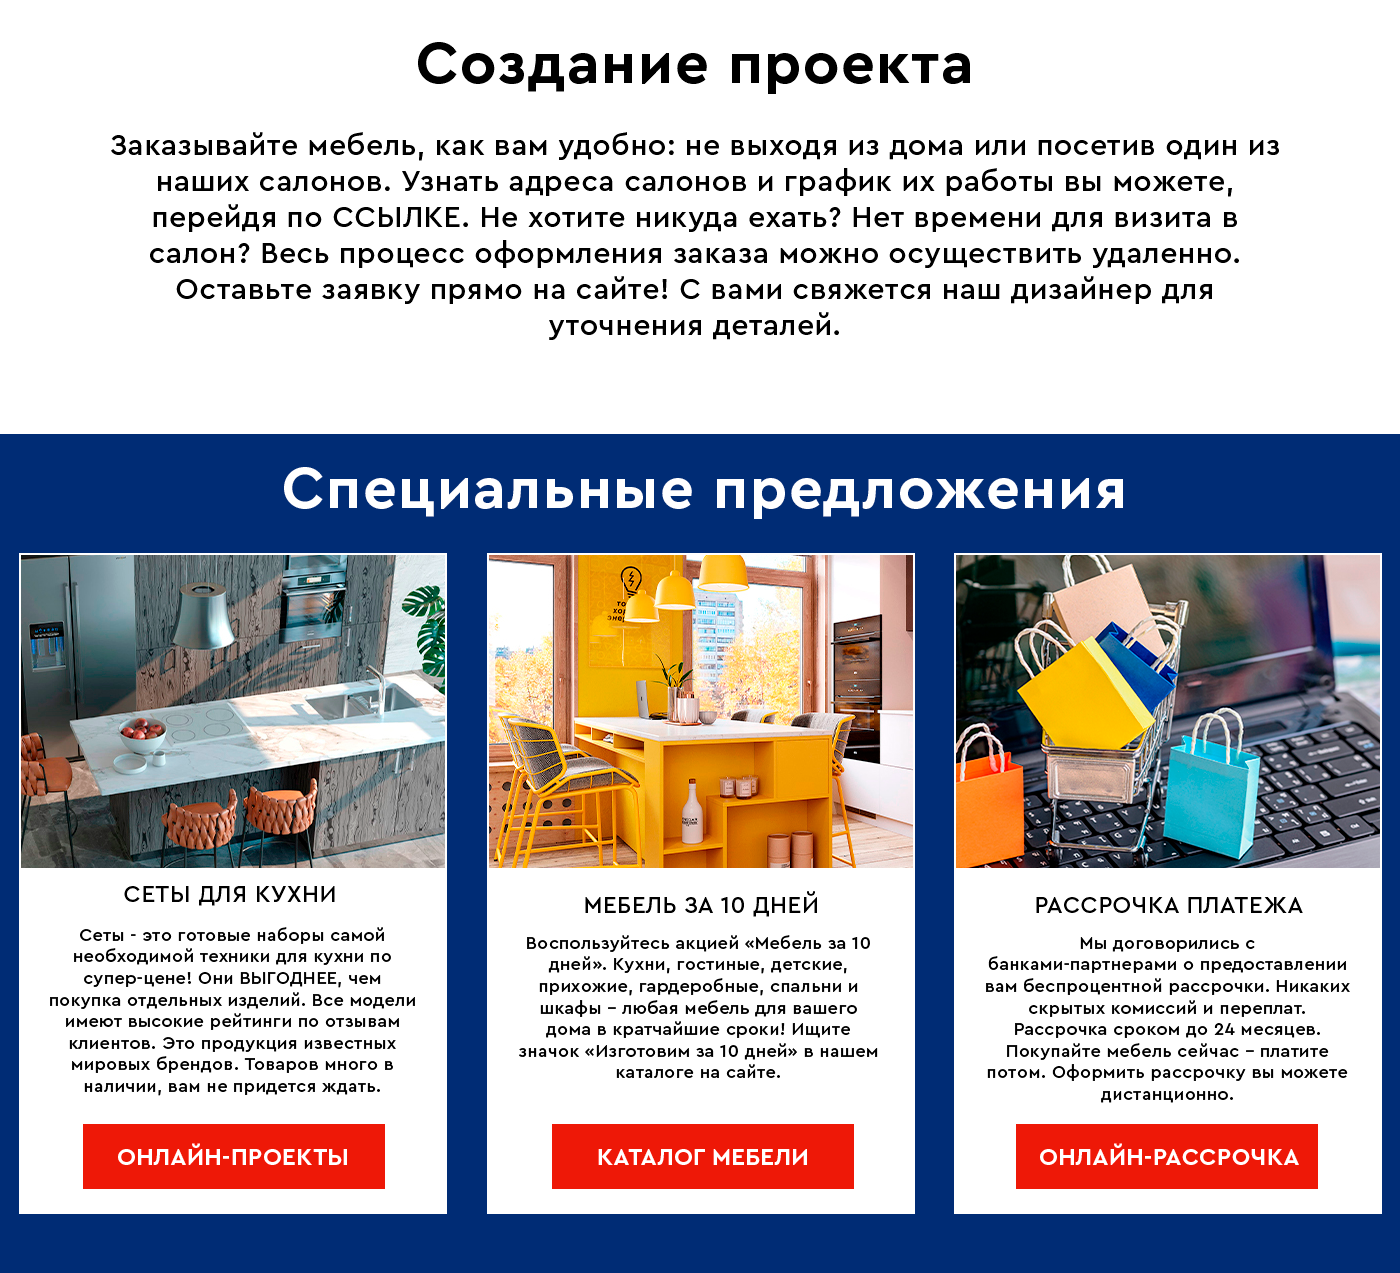 Создание проекта
Заказывайте мебель, как вам удобно: не выходя из дома или посетив один из
наших салонов. Узнать адреса салонов и график их работы вы можете,
перейдя по ССЫЛКЕ. Не хотите никуда ехать? Нет времени для визита в
салон? Весь процесс оформления заказа можно осуществить удаленно.
Оставьте заявку прямо на сайте! С вами свяжется наш дизайнер для
уточнения деталей.
Специальные предложения
СЕТЫ ДЛЯ КУХНИ
Сеты - это готовые наборы самой
необходимой техники для кухни по
супер-цене! Они ВЫГОДНЕЕ, чем
покупка отдельных изделий. Все модели
имеют высокие рейтинги по отзывам
клиентов. Это продукция известных
мировых брендов. Товаров много в
наличии, вам не придется ждать.
ОНЛАЙН-ПРОЕКТЫ
МЕБЕЛЬ ЗА 10 ДНЕЙ
Воспользуйтесь акцией «Мебель за 10
дней». Кухни, гостиные, детские,
прихожие, гардеробные, спальни и
шкафы – любая мебель для вашего
дома в кратчайшие сроки! Ищите
значок «Изготовим за 10 дней» в нашем
каталоге на сайте.
КАТАЛОГ МЕБЕЛИ
РАССРОЧКА ПЛАТЕЖА
Мы договорились с
банками-партнерами о предоставлении
вам беспроцентной рассрочки. Никаких
скрытых комиссий и переплат.
Рассрочка сроком до 24 месяцев.
Покупайте мебель сейчас – платите
потом. Оформить рассрочку вы можете
дистанционно.
ОНЛАЙН-РАССРОЧКА